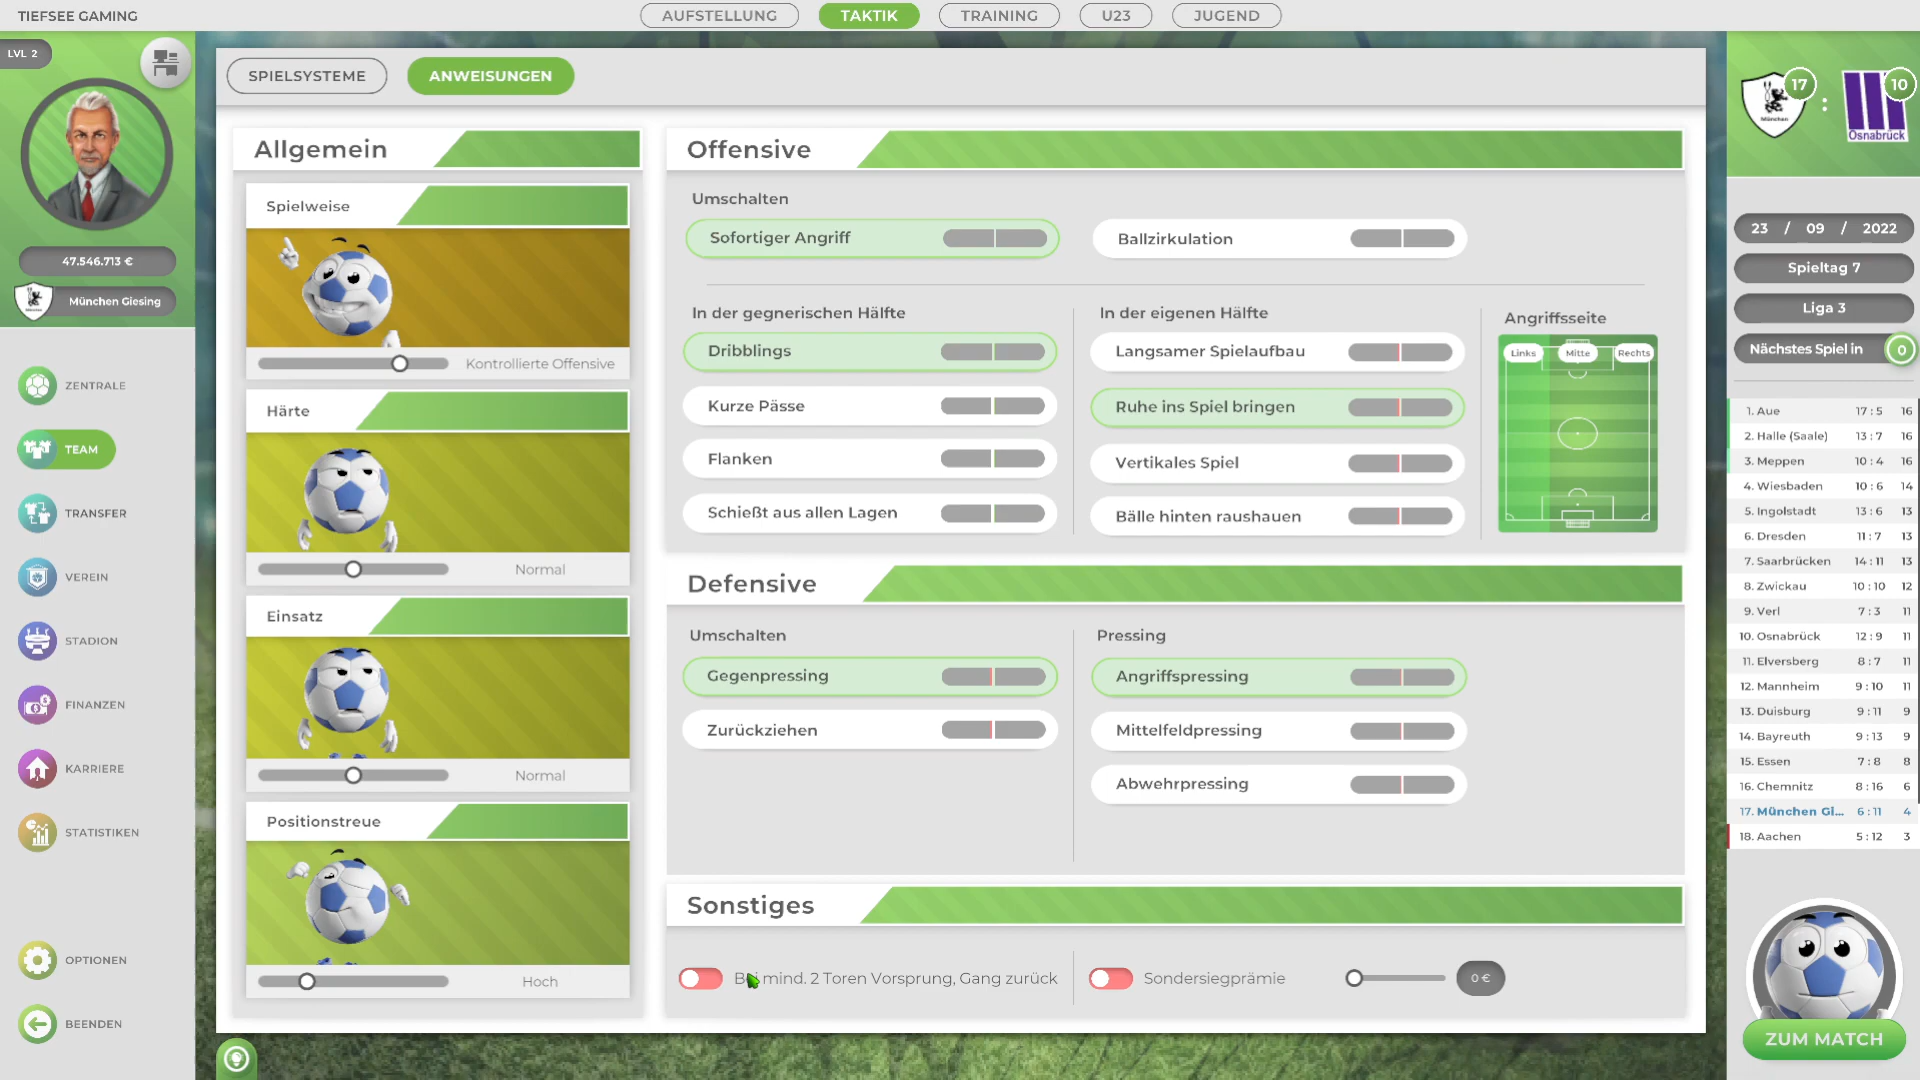 TIEFSEE GAMING
AUFSTELLUNG
TAKTIK
TRAINING
U23
JUGEND
LVL 2
47.546.713 €
München Giesing
ZENTRALE
TEAM
TRANSFER
VEREIN
STADION
FINANZEN
KARRIERE
STATISTIKEN
OPTIONEN
BEENDEN
SPIELSYSTEME
ANWEISUNGEN
Allgemein
Spielweise
Kontrollierte Offensive
Härte
Normal
Einsatz
Normal
Positionstreue
Hoch
Offensive
Umschalten
Sofortiger Angriff
Ballzirkulation
In der gegnerischen Hälfte
Dribblings
Kurze Pässe
Flanken
Schießt aus allen Lagen
In der eigenen Hälfte
Langsamer Spielaufbau
Ruhe ins Spiel bringen
Vertikales Spiel
Bälle hinten raushauen
Angriffsseite
Links Mitte Rechts
Defensive
Umschalten
Gegenpressing
Zurückziehen
Pressing
Angriffspressing
Mittelfeldpressing
Abwehrpressing
Sonstiges
mind. 2 Toren Vorsprung, Gang zurück
Sondersiegprämie
0 €
17 : 10
München
Osnabrück
23 / 09 / 2022
Spieltag 7
Liga 3
Nächstes Spiel in 0
1. Aue 17 : 5 16
2. Halle (Saale) 13 : 7 16
3. Meppen 10 : 4 16
4. Wiesbaden 10 : 6 14
5. Ingolstadt 13 : 6 13
6. Dresden 11 : 7 13
7. Saarbrücken 14 : 11 13
8. Zwickau 10 : 10 12
9. Verl 7 : 3 11
10. Osnabrück 12 : 9 11
11. Elversberg 8 : 7 11
12. Mannheim 9 : 10 11
13. Duisburg 9 : 11 9
14. Bayreuth 9 : 13 9
15. Essen 7 : 8 8
16. Chemnitz 8 : 16 6
17. München Gi... 6 : 11 4
18. Aachen 5 : 12 3
ZUM MATCH